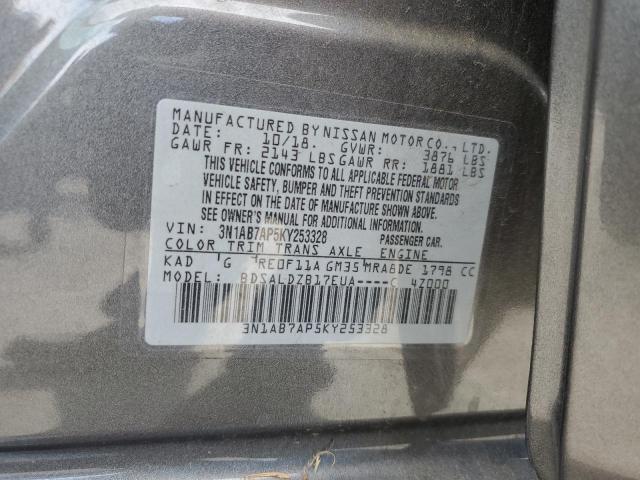 MANUFACTURED BY NISSAN MOTOR CO., LTD.
DATE: 10/18. GVWR: 3876 LBS
GAWR FR: 2143 LBS GAWR RR: 1881 LBS
THIS VEHICLE CONFORMS TO ALL APPLICABLE FEDERAL MOTOR
VEHICLE SAFETY, BUMPER AND THEFT PREVENTION STANDARDS
IN EFFECT ON THE DATE OF MANUFACTURE SHOWN ABOVE.
SEE OWNER'S MANUAL FOR ADDITIONAL INFORMATION.
VIN: 3N1AB7AP5KY253328 PASSENGER CAR.
COLOR TRIM TRANS AXLE ENGINE
KAD G RE0F11A GM35 MRA8DE 1798 CC
MODEL: BDSALDZB17EUA----C 4Z000
3N1AB7AP5KY253328